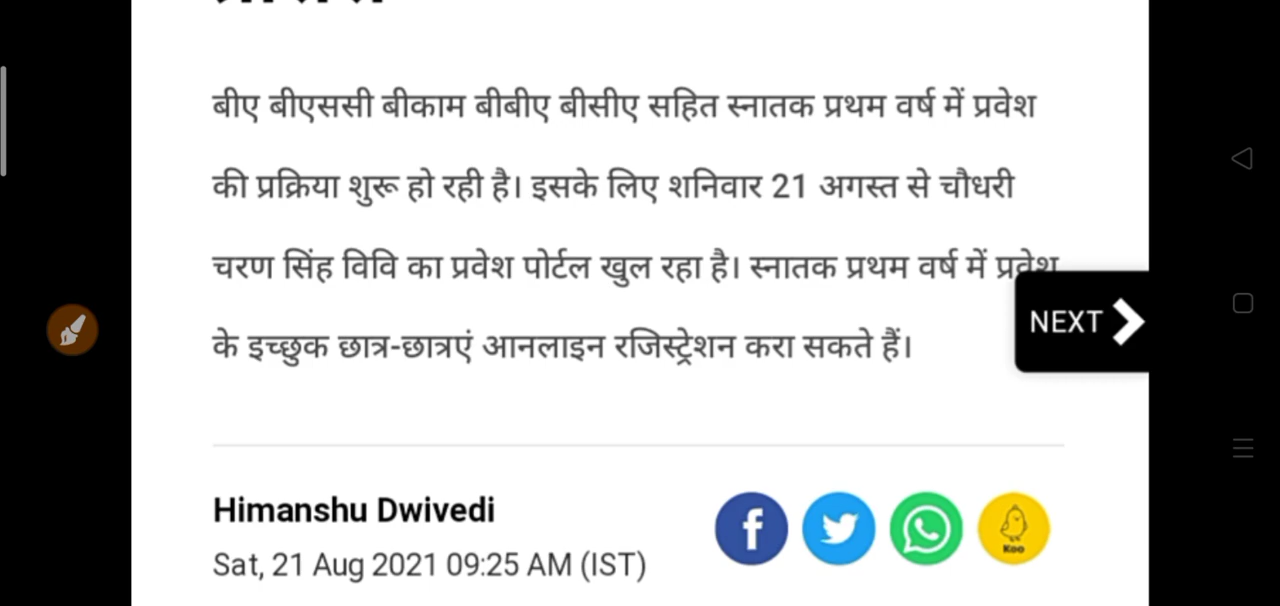 बीए बीएससी बीकाम बीबीए बीसीए सहित स्नातक प्रथम वर्ष में प्रवेश
की प्रक्रिया शुरू हो रही है। इसके लिए शनिवार 21 अगस्त से चौधरी
चरण सिंह विवि का प्रवेश पोर्टल खुल रहा है। स्नातक प्रथम वर्ष में प्रवेश
NEXT
के इच्छुक छात्र-छात्रएं आनलाइन रजिस्ट्रेशन करा सकते हैं।
Himanshu Dwivedi
Sat, 21 Aug 2021 09:25 AM (IST)
Koo